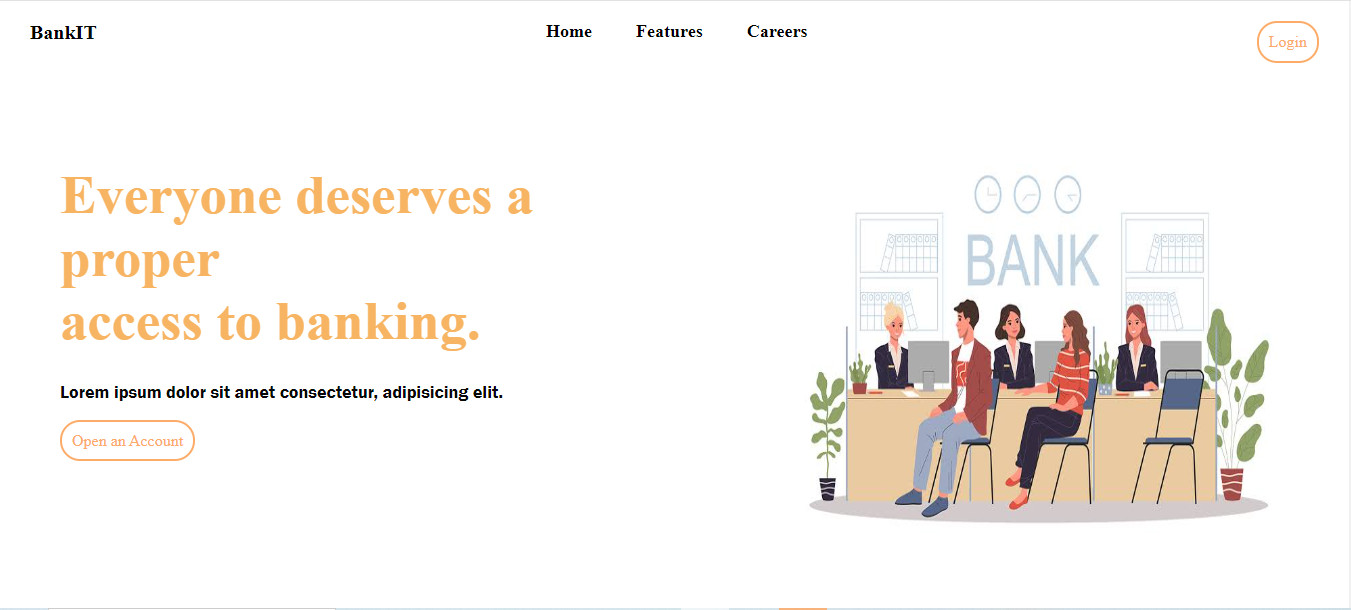 BankIT
Home
Features
Careers
Login
Everyone deserves a
proper
access to banking.
Lorem ipsum dolor sit amet consectetur, adipisicing elit.
Open an Account
BANK